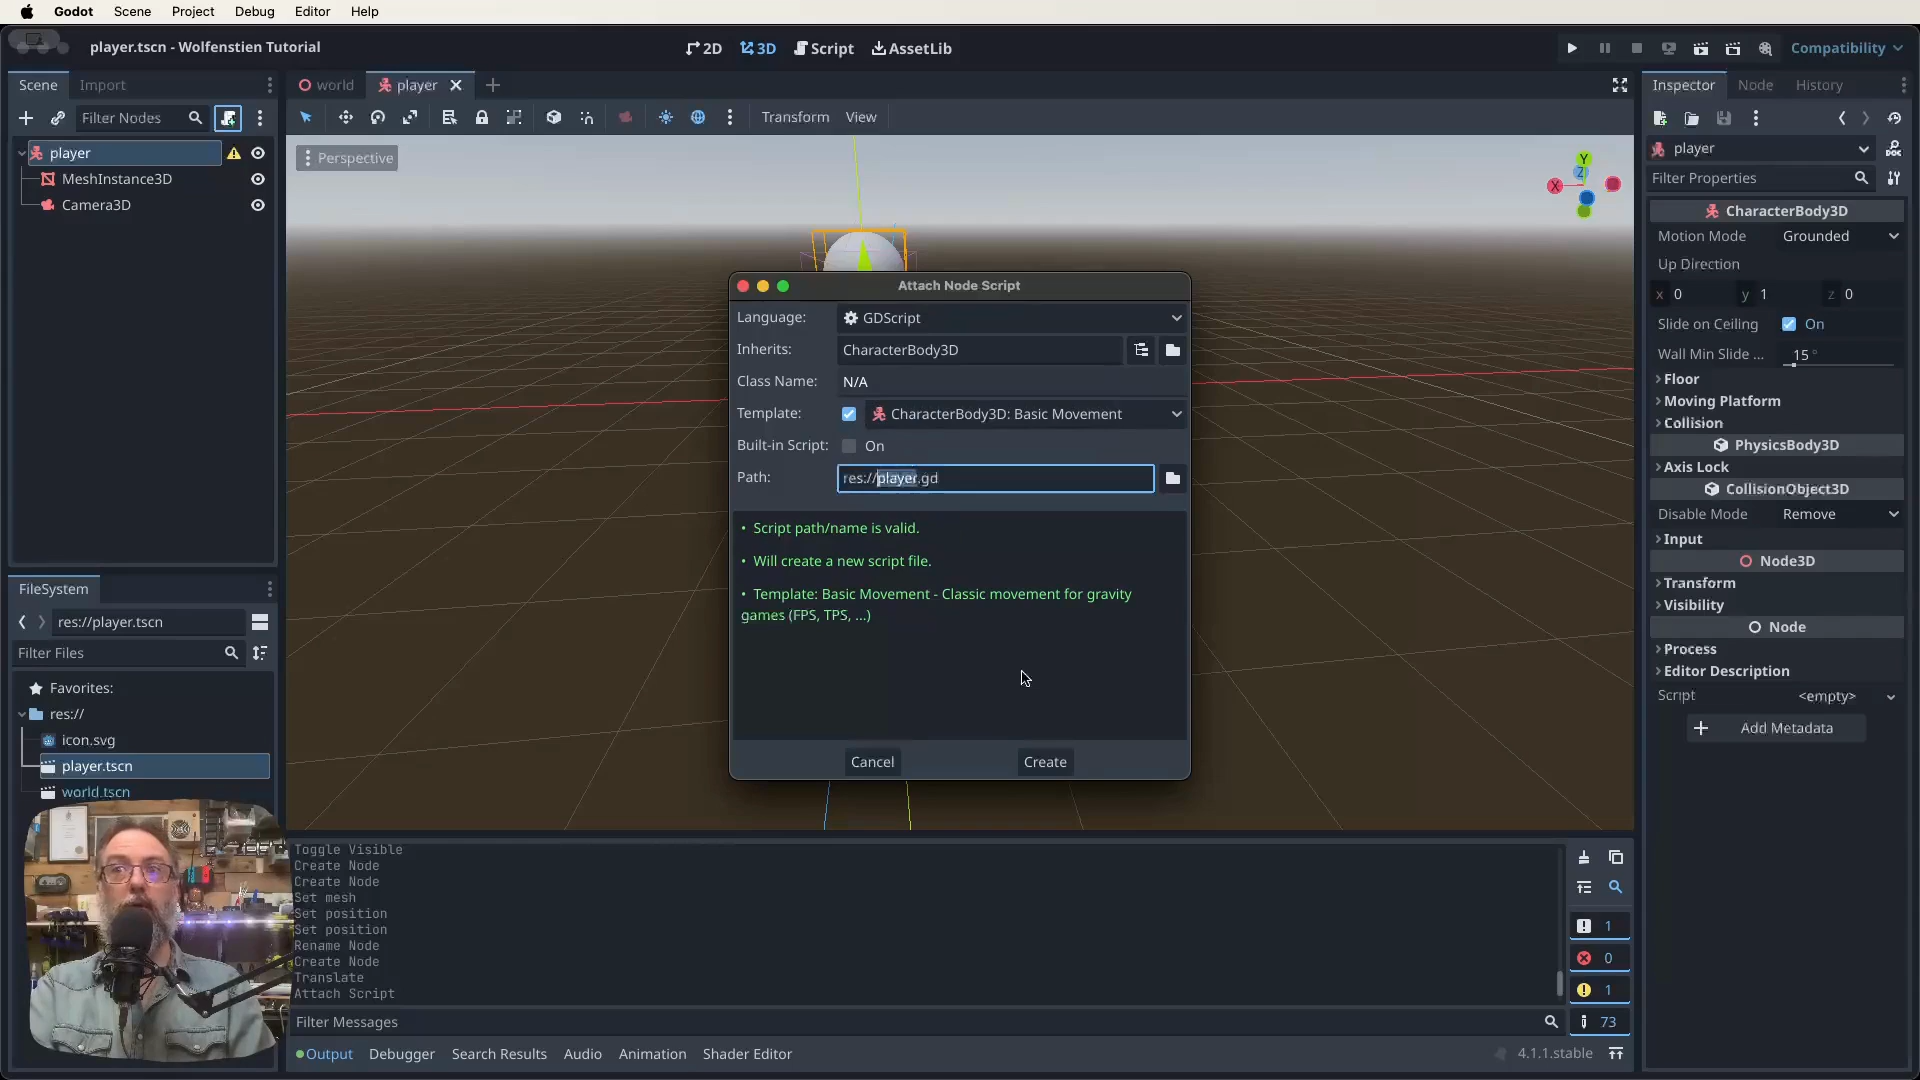 Godot Scene Project Debug Editor Help
player.tscn - Wolfenstien Tutorial
2D 3D Script AssetLib
Compatibility
Scene Import
world player
Inspector Node History
Filter Nodes
Transform View
player
MeshInstance3D
Camera3D
Perspective
Y
Z
X
player
Filter Properties
CharacterBody3D
Motion Mode Grounded
Up Direction
x 0 y 1 z 0
Slide on Ceiling On
Wall Min Slide ... 15 °
Floor
Moving Platform
Collision
PhysicsBody3D
Axis Lock
CollisionObject3D
Disable Mode Remove
Input
Node3D
Transform
Visibility
Node
Process
Editor Description
Script <empty>
Add Metadata
Attach Node Script
Language: GDScript
Inherits: CharacterBody3D
Class Name: N/A
Template: CharacterBody3D: Basic Movement
Built-in Script: On
Path: res://player.gd
• Script path/name is valid.
• Will create a new script file.
• Template: Basic Movement - Classic movement for gravity
games (FPS, TPS, ...)
Cancel Create
FileSystem
res://player.tscn
Filter Files
Favorites:
res://
icon.svg
player.tscn
world.tscn
Toggle Visible
Create Node
Create Node
Set mesh
Set position
Set position
Rename Node
Create Node
Translate
Attach Script
1
0
1
73
Filter Messages
Output Debugger Search Results Audio Animation Shader Editor
4.1.1.stable